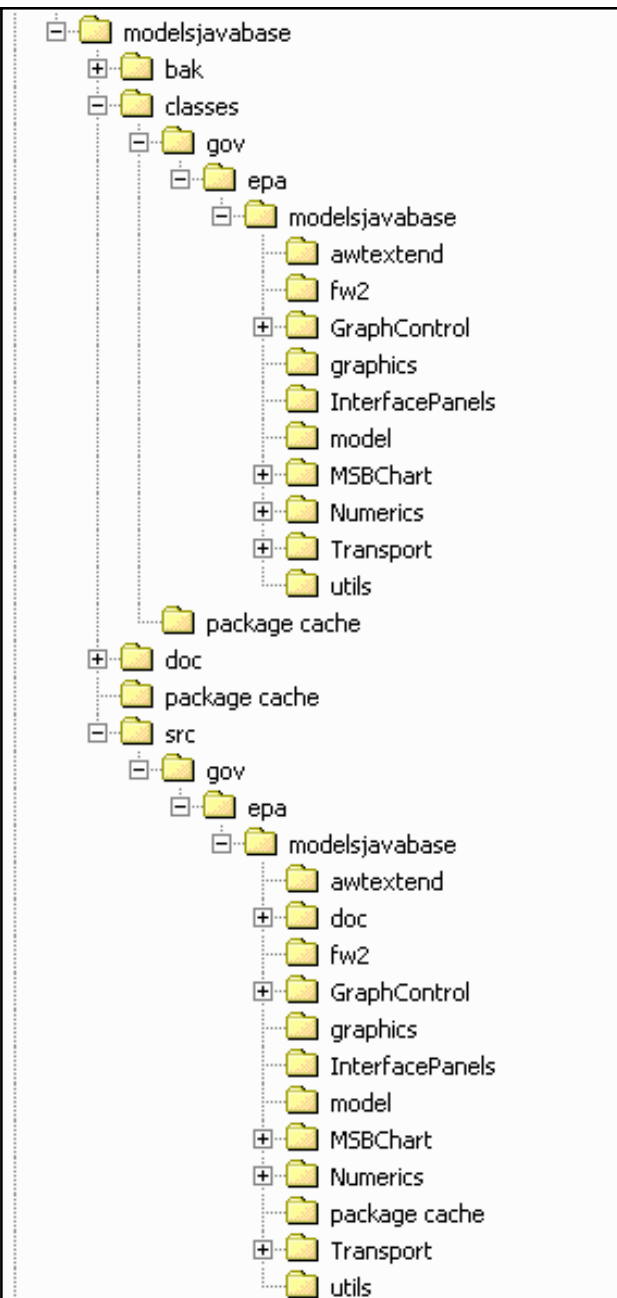 modelsjavabase
bak
classes
gov
epa
modelsjavabase
awtextend
fw2
GraphControl
graphics
InterfacePanels
model
MSBChart
Numerics
Transport
utils
package cache
doc
package cache
src
gov
epa
modelsjavabase
awtextend
doc
fw2
GraphControl
graphics
InterfacePanels
model
MSBChart
Numerics
package cache
Transport
utils